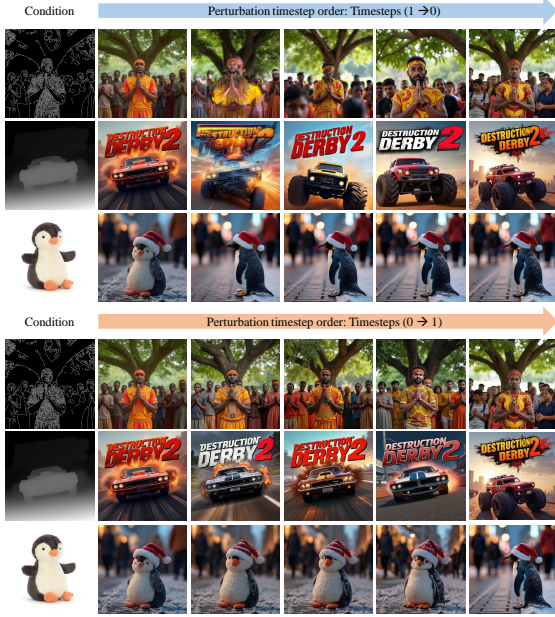 Condition
Perturbation timestep order: Timesteps (1 →0)
DESTRUCTION
DERBY 2
DESTRUCTION
DERBY 2
DESTRUCTION
DERBY 2
DESTRUCTION
DERBY 2
DESTRUCTION
DERBY 2
Condition
Perturbation timestep order: Timesteps (0 → 1)
DESTRUCTION
DERBY 2
DESTRUCTION
DERBY 2
DESTRUCTION
DERBY 2
DESTRUCTION
DERBY 2
DESTRUCTION
DERBY 2